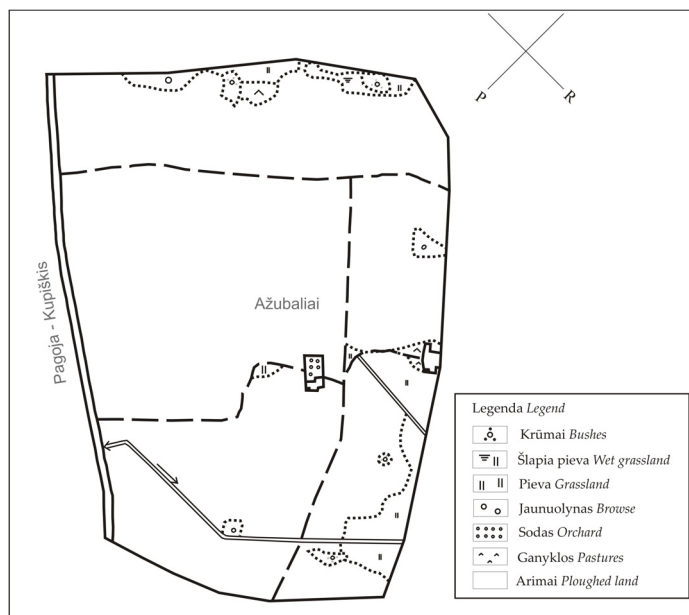 P
R
Pagoja - Kupiškis
Ažubaliai
Legenda Legend
Krūmai Bushes
Šlapia pieva Wet grassland
Pieva Grassland
Jaunuolynas Browse
Sodas Orchard
Ganyklos Pastures
Arimai Ploughed land